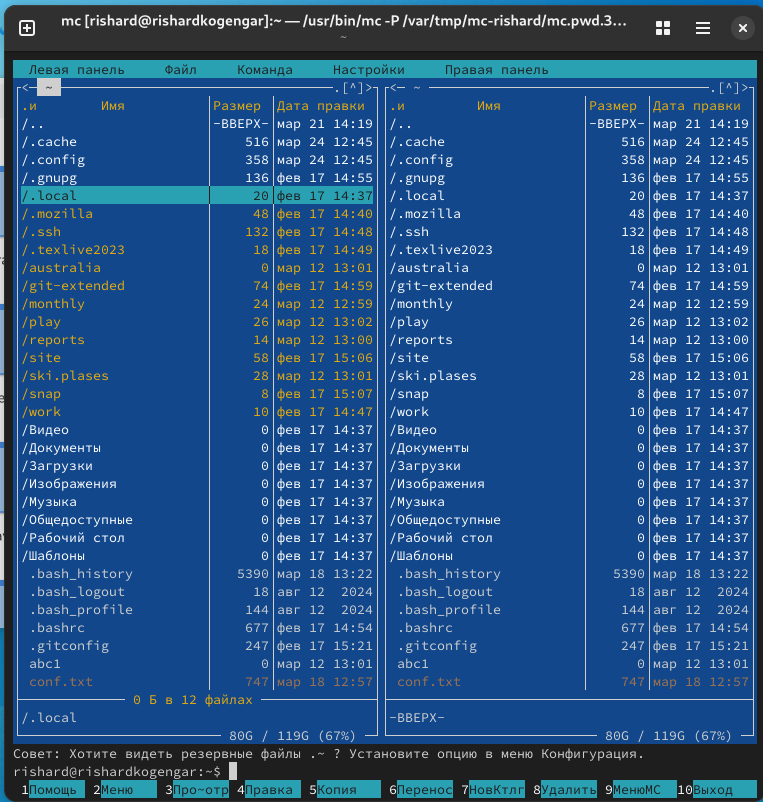 mc [rishard@rishardkogengar]:~ — /usr/bin/mc -P /var/tmp/mc-rishard/mc.pwd.3…
~
Левая панель Файл Команда Настройки Правая панель
<─ ~ .[^]> <─ ~ .[^]>
.и Имя Размер Дата правки .и Имя Размер Дата правки
/.. -ВВЕРХ- мар 21 14:19 /.. -ВВЕРХ- мар 21 14:19
/.cache 516 мар 24 12:45 /.cache 516 мар 24 12:45
/.config 358 мар 24 12:45 /.config 358 мар 24 12:45
/.gnupg 136 фев 17 14:55 /.gnupg 136 фев 17 14:55
/.local 20 фев 17 14:37 /.local 20 фев 17 14:37
/.mozilla 48 фев 17 14:40 /.mozilla 48 фев 17 14:40
/.ssh 132 фев 17 14:48 /.ssh 132 фев 17 14:48
/.texlive2023 18 фев 17 14:49 /.texlive2023 18 фев 17 14:49
/australia 0 мар 12 13:01 /australia 0 мар 12 13:01
/git-extended 74 фев 17 14:59 /git-extended 74 фев 17 14:59
/monthly 24 мар 12 12:59 /monthly 24 мар 12 12:59
/play 26 мар 12 13:02 /play 26 мар 12 13:02
/reports 14 мар 12 13:00 /reports 14 мар 12 13:00
/site 58 фев 17 15:06 /site 58 фев 17 15:06
/ski.plases 28 мар 12 13:01 /ski.plases 28 мар 12 13:01
/snap 8 фев 17 15:07 /snap 8 фев 17 15:07
/work 10 фев 17 14:47 /work 10 фев 17 14:47
/Видео 0 фев 17 14:37 /Видео 0 фев 17 14:37
/Документы 0 фев 17 14:37 /Документы 0 фев 17 14:37
/Загрузки 0 фев 17 14:37 /Загрузки 0 фев 17 14:37
/Изображения 0 фев 17 14:37 /Изображения 0 фев 17 14:37
/Музыка 0 фев 17 14:37 /Музыка 0 фев 17 14:37
/Общедоступные 0 фев 17 14:37 /Общедоступные 0 фев 17 14:37
/Рабочий стол 0 фев 17 14:37 /Рабочий стол 0 фев 17 14:37
/Шаблоны 0 фев 17 14:37 /Шаблоны 0 фев 17 14:37
.bash_history 5390 мар 18 13:22 .bash_history 5390 мар 18 13:22
.bash_logout 18 авг 12 2024 .bash_logout 18 авг 12 2024
.bash_profile 144 авг 12 2024 .bash_profile 144 авг 12 2024
.bashrc 677 фев 17 14:54 .bashrc 677 фев 17 14:54
.gitconfig 247 фев 17 15:21 .gitconfig 247 фев 17 15:21
abc1 0 мар 12 13:01 abc1 0 мар 12 13:01
conf.txt 747 мар 18 12:57 conf.txt 747 мар 18 12:57
0 Б в 12 файлах
/.local -ВВЕРХ-
80G / 119G (67%) 80G / 119G (67%)
Совет: Хотите видеть резервные файлы .~ ? Установите опцию в меню Конфигурация.
rishard@rishardkogengar:~$
1Помощь 2Меню 3Про~отр 4Правка 5Копия 6Перенос 7НовКтлг 8Удалить 9МенюMC 10Выход